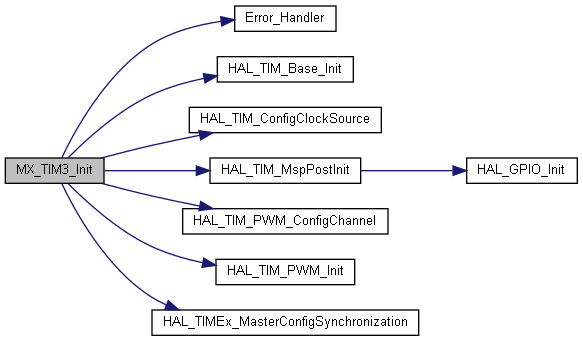 Error_Handler
HAL_TIM_Base_Init
HAL_TIM_ConfigClockSource
MX_TIM3_Init
HAL_TIM_MspPostInit
HAL_GPIO_Init
HAL_TIM_PWM_ConfigChannel
HAL_TIM_PWM_Init
HAL_TIMEx_MasterConfigSynchronization